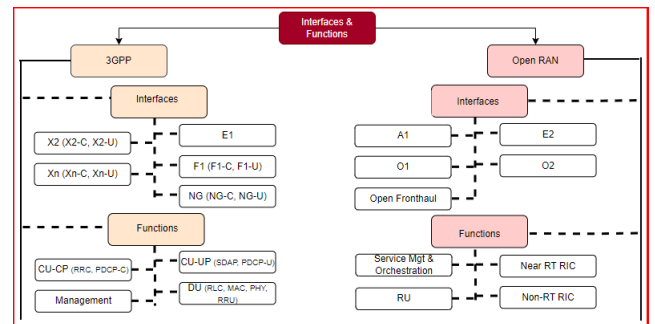 Interfaces &
Functions
3GPP
Open RAN
Interfaces
Interfaces
E1
X2 (X2-C, X2-U)
F1 (F1-C, F1-U)
Xn (Xn-C, Xn-U)
NG (NG-C, NG-U)
A1
E2
O1
O2
Open Fronthaul
Functions
Functions
CU-CP (RRC, PDCP-C)
CU-UP (SDAP, PDCP-U)
Management
DU (RLC, MAC, PHY,
RRU)
Service Mgt &
Orchestration
Near RT RIC
RU
Non-RT RIC